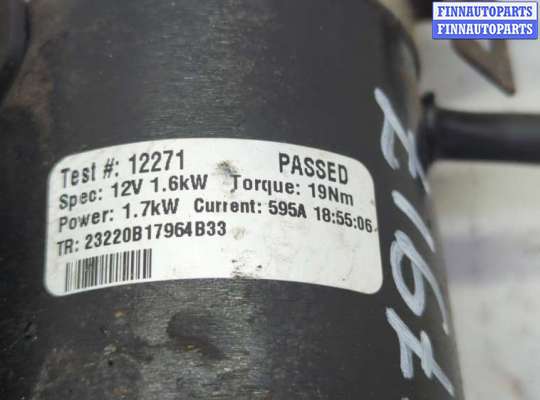 FINNAUTOPARTS
FINNAUTOPARTS
Test #: 12271 PASSED
Spec: 12V 1.6kW Torque: 19Nm
Power: 1.7kW Current: 595A 18:55:06
TR: 23220B17964B33